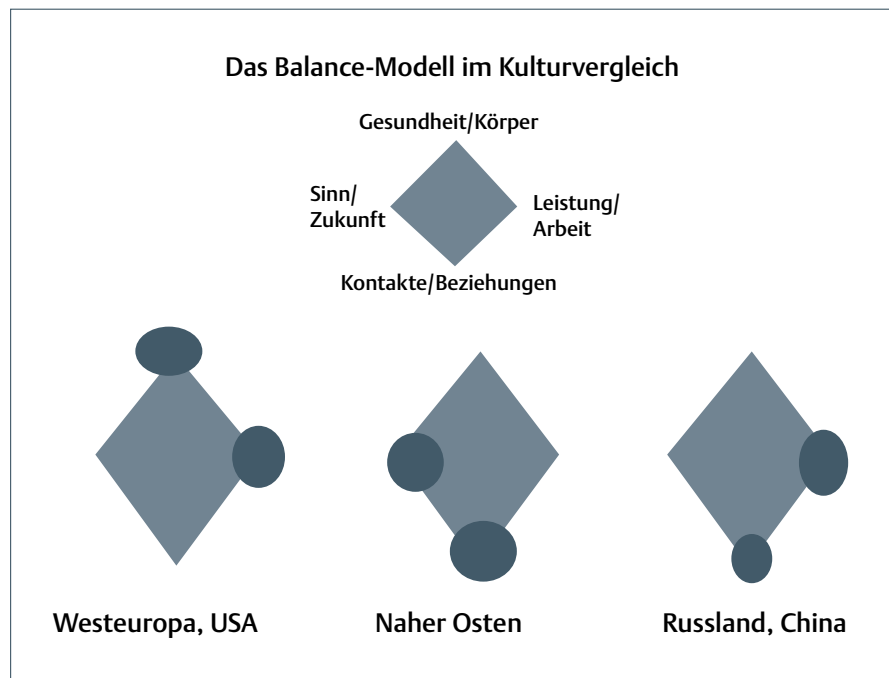 Das Balance-Modell im Kulturvergleich
Gesundheit/Körper
Sinn/
Zukunft
Leistung/
Arbeit
Kontakte/Beziehungen
Westeuropa, USA
Naher Osten
Russland, China